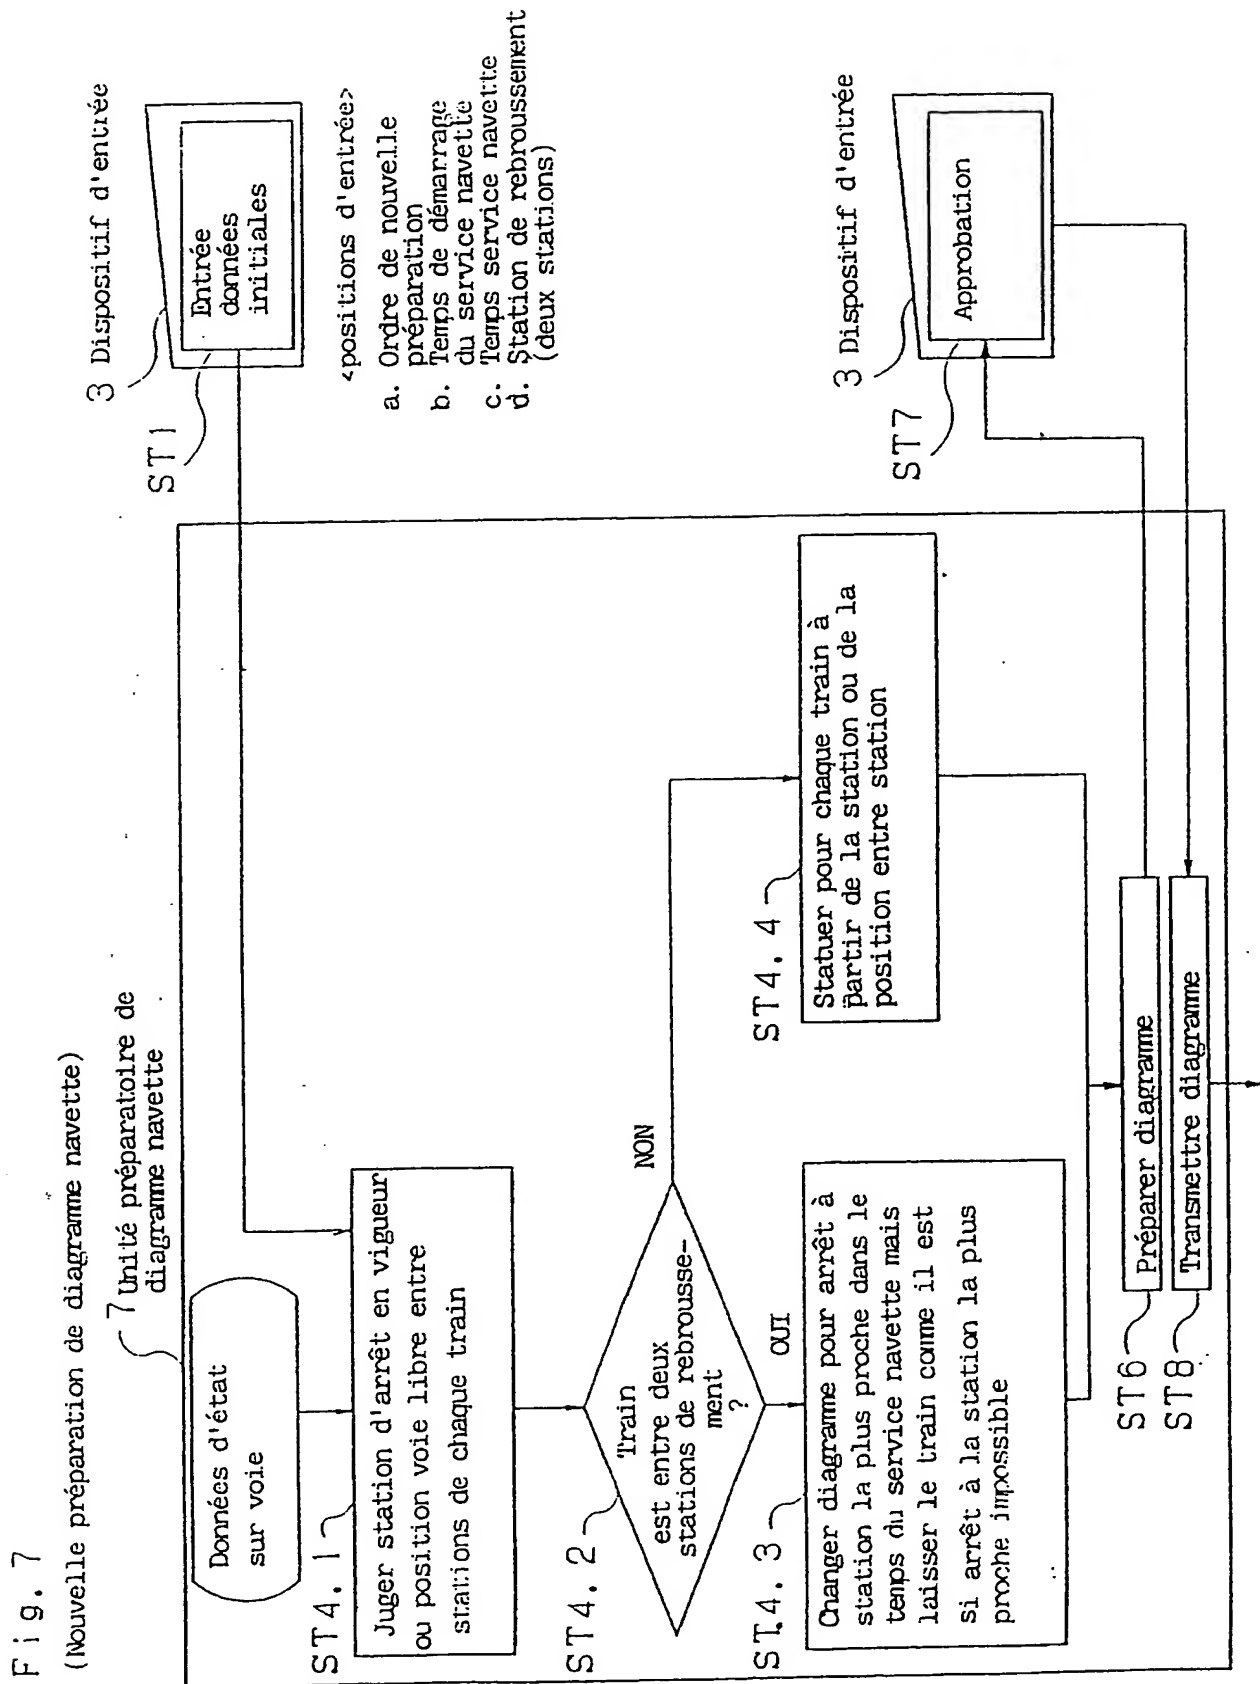 Fig. 7
(Nouvelle préparation de diagramme navette)
7 Unité préparatoire de
diagramme navette
Données d'état
sur voie
3 Dispositif d'entrée
ST1
Entrée
données
initiales
<positions d'entrée>
a. Ordre de nouvelle
préparation
b. Temps de démarrage
du service navette
c. Temps service navette
d. Station de rebroussement
(deux stations)
ST4.1
Juger station d'arrêt en vigueur
ou position voie libre entre
stations de chaque train
ST4.2
Train
est entre deux
stations de rebrousse-
ment
?
NON
OUI
ST4.3
Changer diagramme pour arrêt à
station la plus proche dans le
temps du service navette mais
laisser le train comme il est
si arrêt à la station la plus
proche impossible
ST4.4
Statuer pour chaque train à
partir de la station ou de la
position entre station
ST6
Préparer diagramme
ST8
Transmettre diagramme
3 Dispositif d'entrée
ST7
Approbation